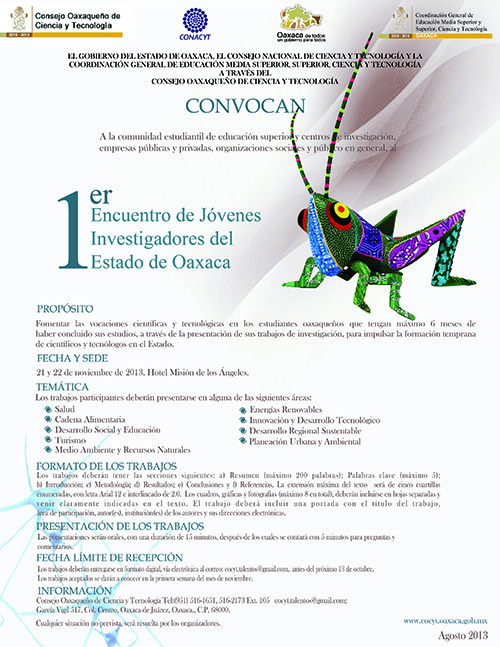 Consejo Oaxaqueño de
Ciencia y Tecnología
2010 - 2013
CONACYT
Oaxaca de todos
un gobierno para todos
Coordinación General de
Educación Media Superior y
Superior, Ciencia y Tecnología
2010 - 2013 OAXACA
EL GOBIERNO DEL ESTADO DE OAXACA, EL CONSEJO NACIONAL DE CIENCIA Y TECNOLOGÍA Y LA
COORDINACIÓN GENERAL DE EDUCACIÓN MEDIA SUPERIOR, SUPERIOR, CIENCIA Y TECNOLOGÍA
A TRAVÉS DEL
CONSEJO OAXAQUEÑO DE CIENCIA Y TECNOLOGÍA
CONVOCAN
A la comunidad estudiantil de educación superior y centros de investigación,
empresas públicas y privadas, organizaciones sociales y público en general, al
1er
Encuentro de Jóvenes
Investigadores del
Estado de Oaxaca
PROPÓSITO
Fomentar las vocaciones científicas y tecnológicas en los estudiantes oaxaqueños que tengan máximo 6 meses de
haber concluido sus estudios, a través de la presentación de sus trabajos de investigación, para impulsar la formación temprana
de científicos y tecnólogos en el Estado.
FECHA Y SEDE
21 y 22 de noviembre de 2013. Hotel Misión de los Ángeles.
TEMÁTICA
Los trabajos participantes deberán presentarse en alguna de las siguientes áreas:
Salud
Cadena Alimentaria
Desarrollo Social y Educación
Turismo
Medio Ambiente y Recursos Naturales
Energías Renovables
Innovación y Desarrollo Tecnológico
Desarrollo Regional Sustentable
Planeación Urbana y Ambiental
FORMATO DE LOS TRABAJOS
Los trabajos deberán tener las secciones siguientes: a) Resumen (máximo 200 palabras); Palabras clave (máximo 5);
b) Introducción; c) Metodología; d) Resultados; e) Conclusiones y f) Referencias. La extensión máxima del texto será de cinco cuartillas
enumeradas, con letra Arial 12 e interlineado de 2.0. Los cuadros, gráficas y fotografías (máximo 8 en total), deberán incluirse en hojas separadas y
venir claramente indicadas en el texto. El trabajo deberá incluir una portada con el título del trabajo,
área de participación, autor(es), institución(es) de los autores y sus direcciones electrónicas.
PRESENTACIÓN DE LOS TRABAJOS
Las presentaciones serán orales, con una duración de 15 minutos, después de los cuales se contará con 5 minutos para preguntas y
comentarios.
FECHA LÍMITE DE RECEPCIÓN
Los trabajos deberán entregarse en formato digital, vía electrónica al correo: cocyt.talentos@gmail.com, antes del próximo 13 de octubre.
Los trabajos aceptados se darán a conocer en la primera semana del mes de noviembre.
INFORMACIÓN
Consejo Oaxaqueño de Ciencia y Tecnología Tel:(951) 516-1651, 516-2173 Ext. 105 cocyt.talentos@gmail.com;
García Vigil 517, Col. Centro, Oaxaca de Juárez, Oaxaca., C.P. 68000.
Cualquier situación no prevista, será resuelta por los organizadores.
www.cocyt.oaxaca.gob.mx
Agosto 2013